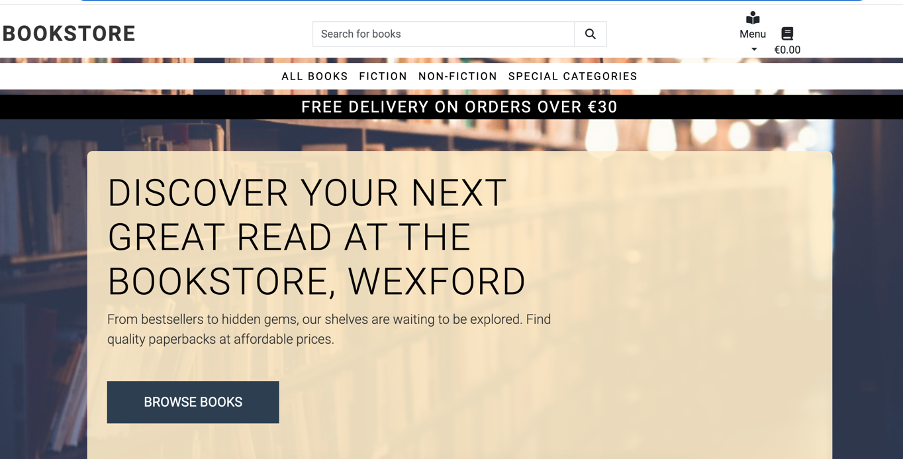 BOOKSTORE
Search for books
Menu
€0.00
ALL BOOKS FICTION NON-FICTION SPECIAL CATEGORIES
FREE DELIVERY ON ORDERS OVER €30
DISCOVER YOUR NEXT
GREAT READ AT THE
BOOKSTORE, WEXFORD
From bestsellers to hidden gems, our shelves are waiting to be explored. Find
quality paperbacks at affordable prices.
BROWSE BOOKS